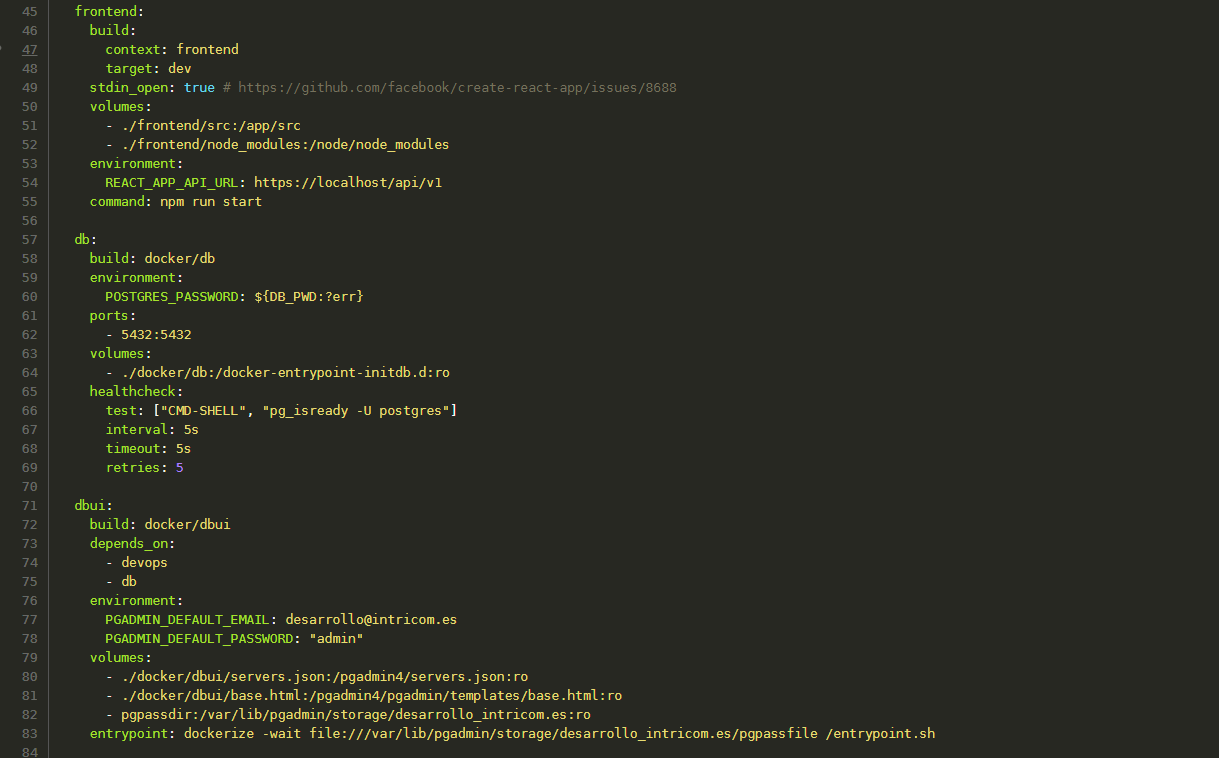 45 frontend:
46 build:
47 context: frontend
48 target: dev
49 stdin_open: true # https://github.com/facebook/create-react-app/issues/8688
50 volumes:
51 - ./frontend/src:/app/src
52 - ./frontend/node_modules:/node/node_modules
53 environment:
54 REACT_APP_API_URL: https://localhost/api/v1
55 command: npm run start
56
57 db:
58 build: docker/db
59 environment:
60 POSTGRES_PASSWORD: ${DB_PWD:?err}
61 ports:
62 - 5432:5432
63 volumes:
64 - ./docker/db:/docker-entrypoint-initdb.d:ro
65 healthcheck:
66 test: ["CMD-SHELL", "pg_isready -U postgres"]
67 interval: 5s
68 timeout: 5s
69 retries: 5
70
71 dbui:
72 build: docker/dbui
73 depends_on:
74 - devops
75 - db
76 environment:
77 PGADMIN_DEFAULT_EMAIL: desarrollo@intricom.es
78 PGADMIN_DEFAULT_PASSWORD: "admin"
79 volumes:
80 - ./docker/dbui/servers.json:/pgadmin4/servers.json:ro
81 - ./docker/dbui/base.html:/pgadmin4/pgadmin/templates/base.html:ro
82 - pgpassdir:/var/lib/pgadmin/storage/desarrollo_intricom.es:ro
83 entrypoint: dockerize -wait file:///var/lib/pgadmin/storage/desarrollo_intricom.es/pgpassfile /entrypoint.sh
84